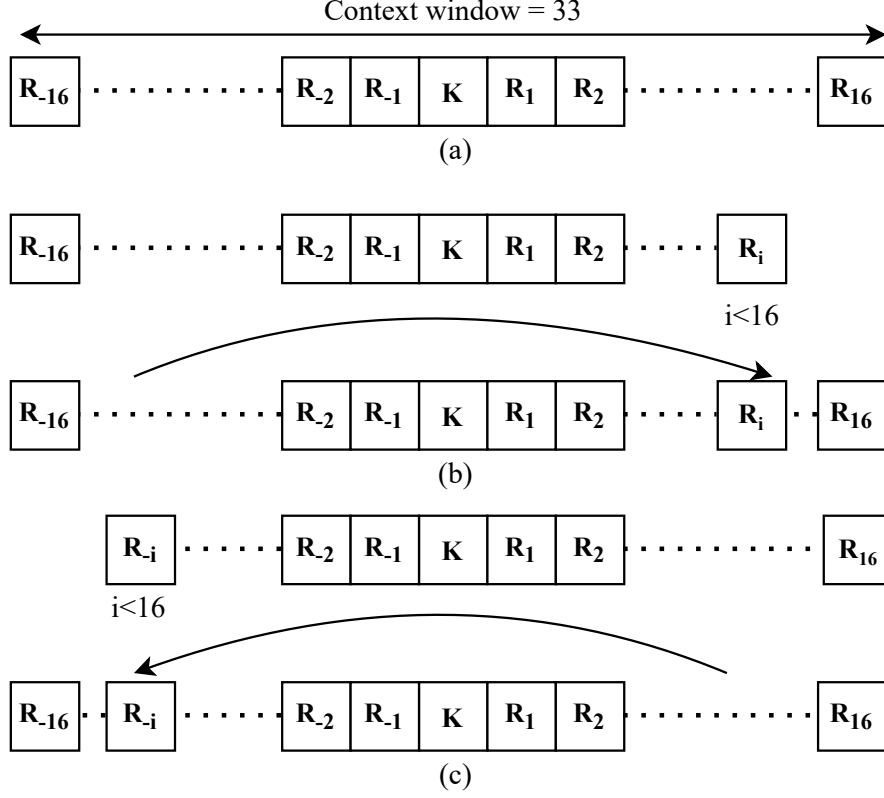 Context window = 33
R-16 R-2 R-1 K R1 R2 R16
(a)
R-16 R-2 R-1 K R1 R2 Ri
i<16
R-16 R-2 R-1 K R1 R2 Ri R16
(b)
R-i R-2 R-1 K R1 R2 R16
i<16
R-16 R-i R-2 R-1 K R1 R2 R16
(c)